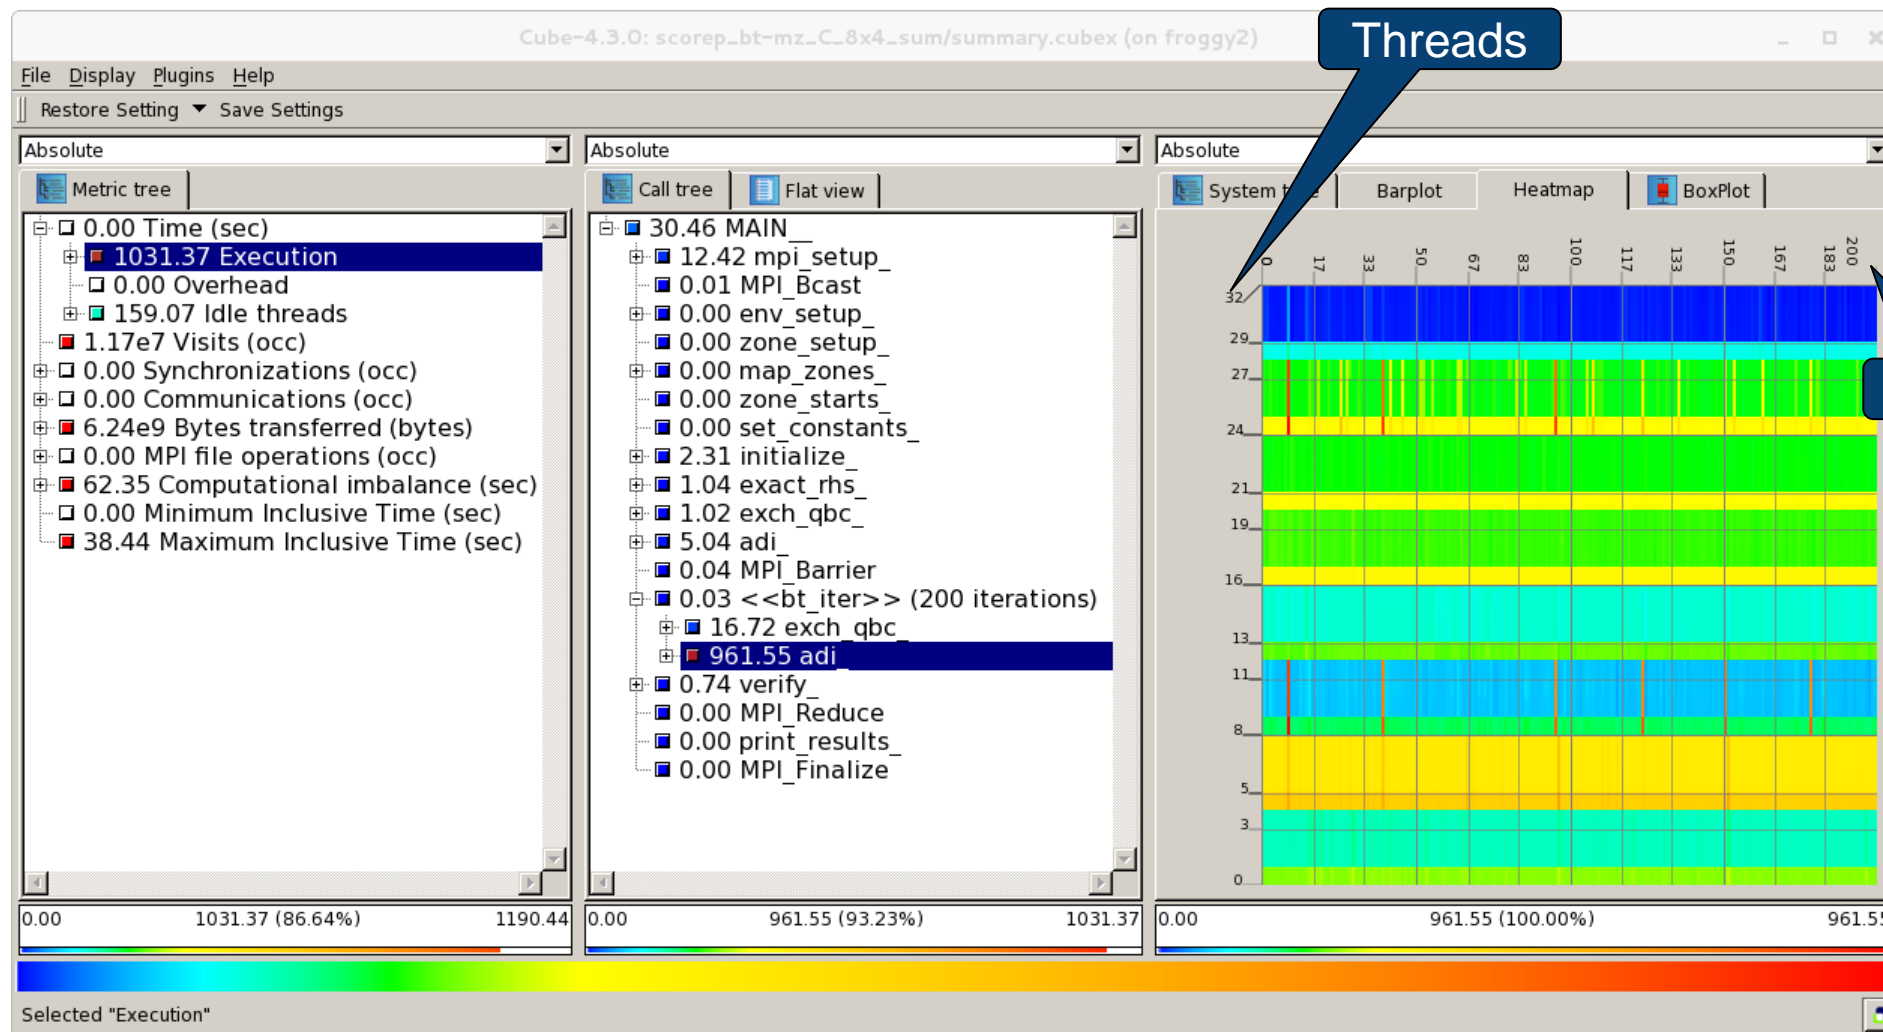 Cube-4.3.0: scorep_bt-mz_C_8x4_sum/summary.cubex (on froggy2)
Threads
File Display Plugins Help
Restore Setting Save Settings
Absolute
Metric tree
0.00 Time (sec)
1031.37 Execution
0.00 Overhead
159.07 Idle threads
1.17e7 Visits (occ)
0.00 Synchronizations (occ)
0.00 Communications (occ)
6.24e9 Bytes transferred (bytes)
0.00 MPI file operations (occ)
62.35 Computational imbalance (sec)
0.00 Minimum Inclusive Time (sec)
38.44 Maximum Inclusive Time (sec)
0.00 1031.37 (86.64%) 1190.44
Absolute
Call tree Flat view
30.46 MAIN__
12.42 mpi_setup_
0.01 MPI_Bcast
0.00 env_setup_
0.00 zone_setup_
0.00 map_zones_
0.00 zone_starts_
0.00 set_constants_
2.31 initialize_
1.04 exact_rhs_
1.02 exch_qbc_
5.04 adi_
0.04 MPI_Barrier
0.03 <<bt_iter>> (200 iterations)
16.72 exch_qbc_
961.55 adi_
0.74 verify_
0.00 MPI_Reduce
0.00 print_results_
0.00 MPI_Finalize
0.00 961.55 (93.23%) 1031.37
Absolute
System Barplot Heatmap BoxPlot
0 17 33 50 67 83 100 117 133 150 167 183 200
32
29
27
24
21
19
16
13
11
8
5
3
0
0.00 961.55 (100.00%) 961.55
Selected "Execution"